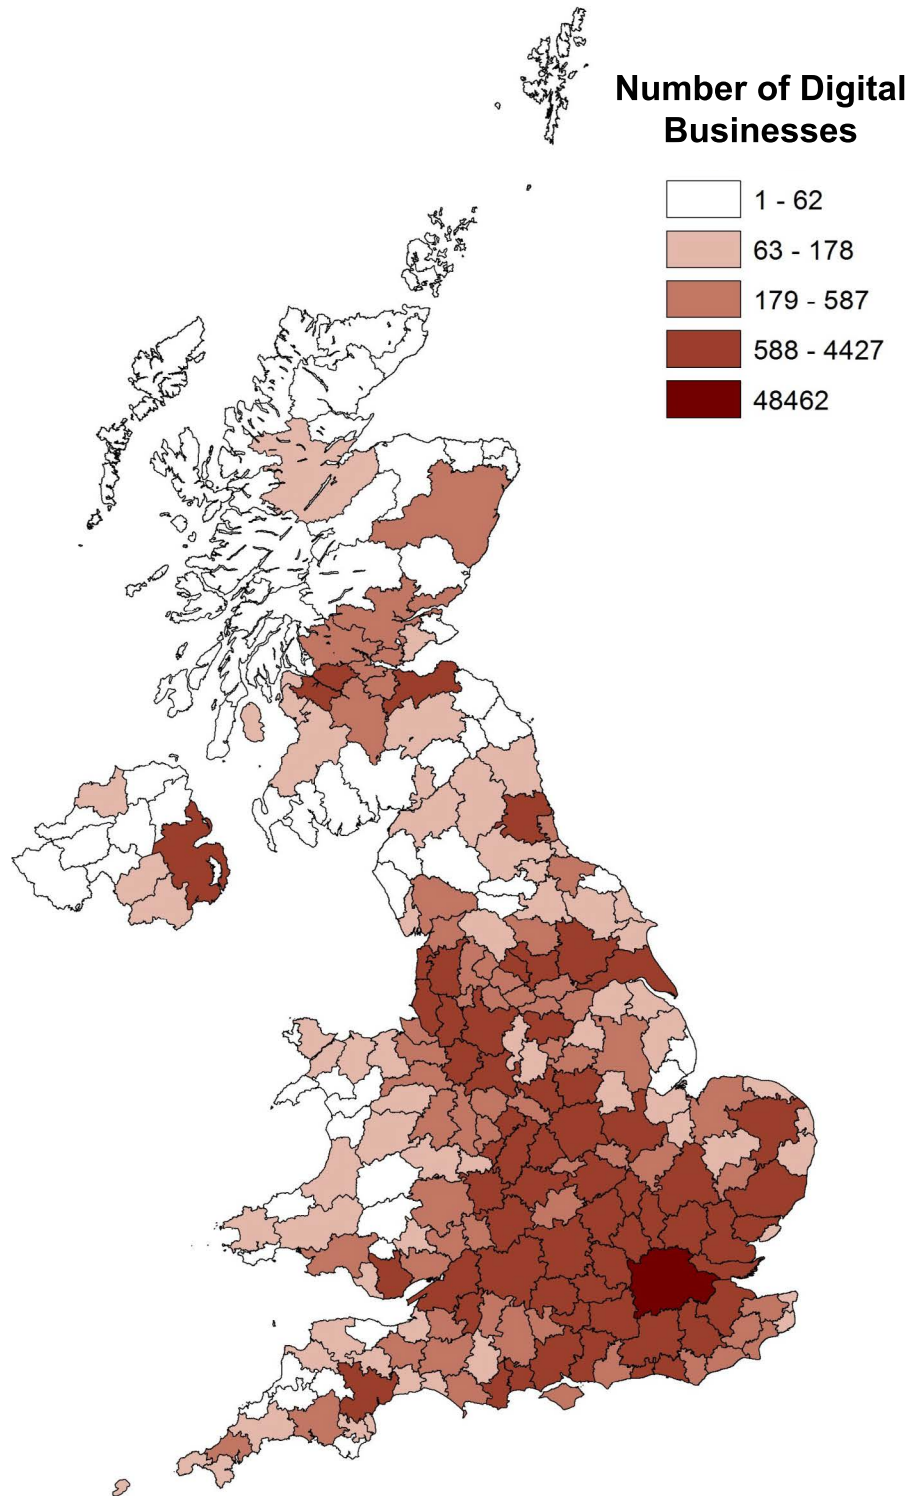 Number of Digital
Businesses
1 - 62
63 - 178
179 - 587
588 - 4427
48462